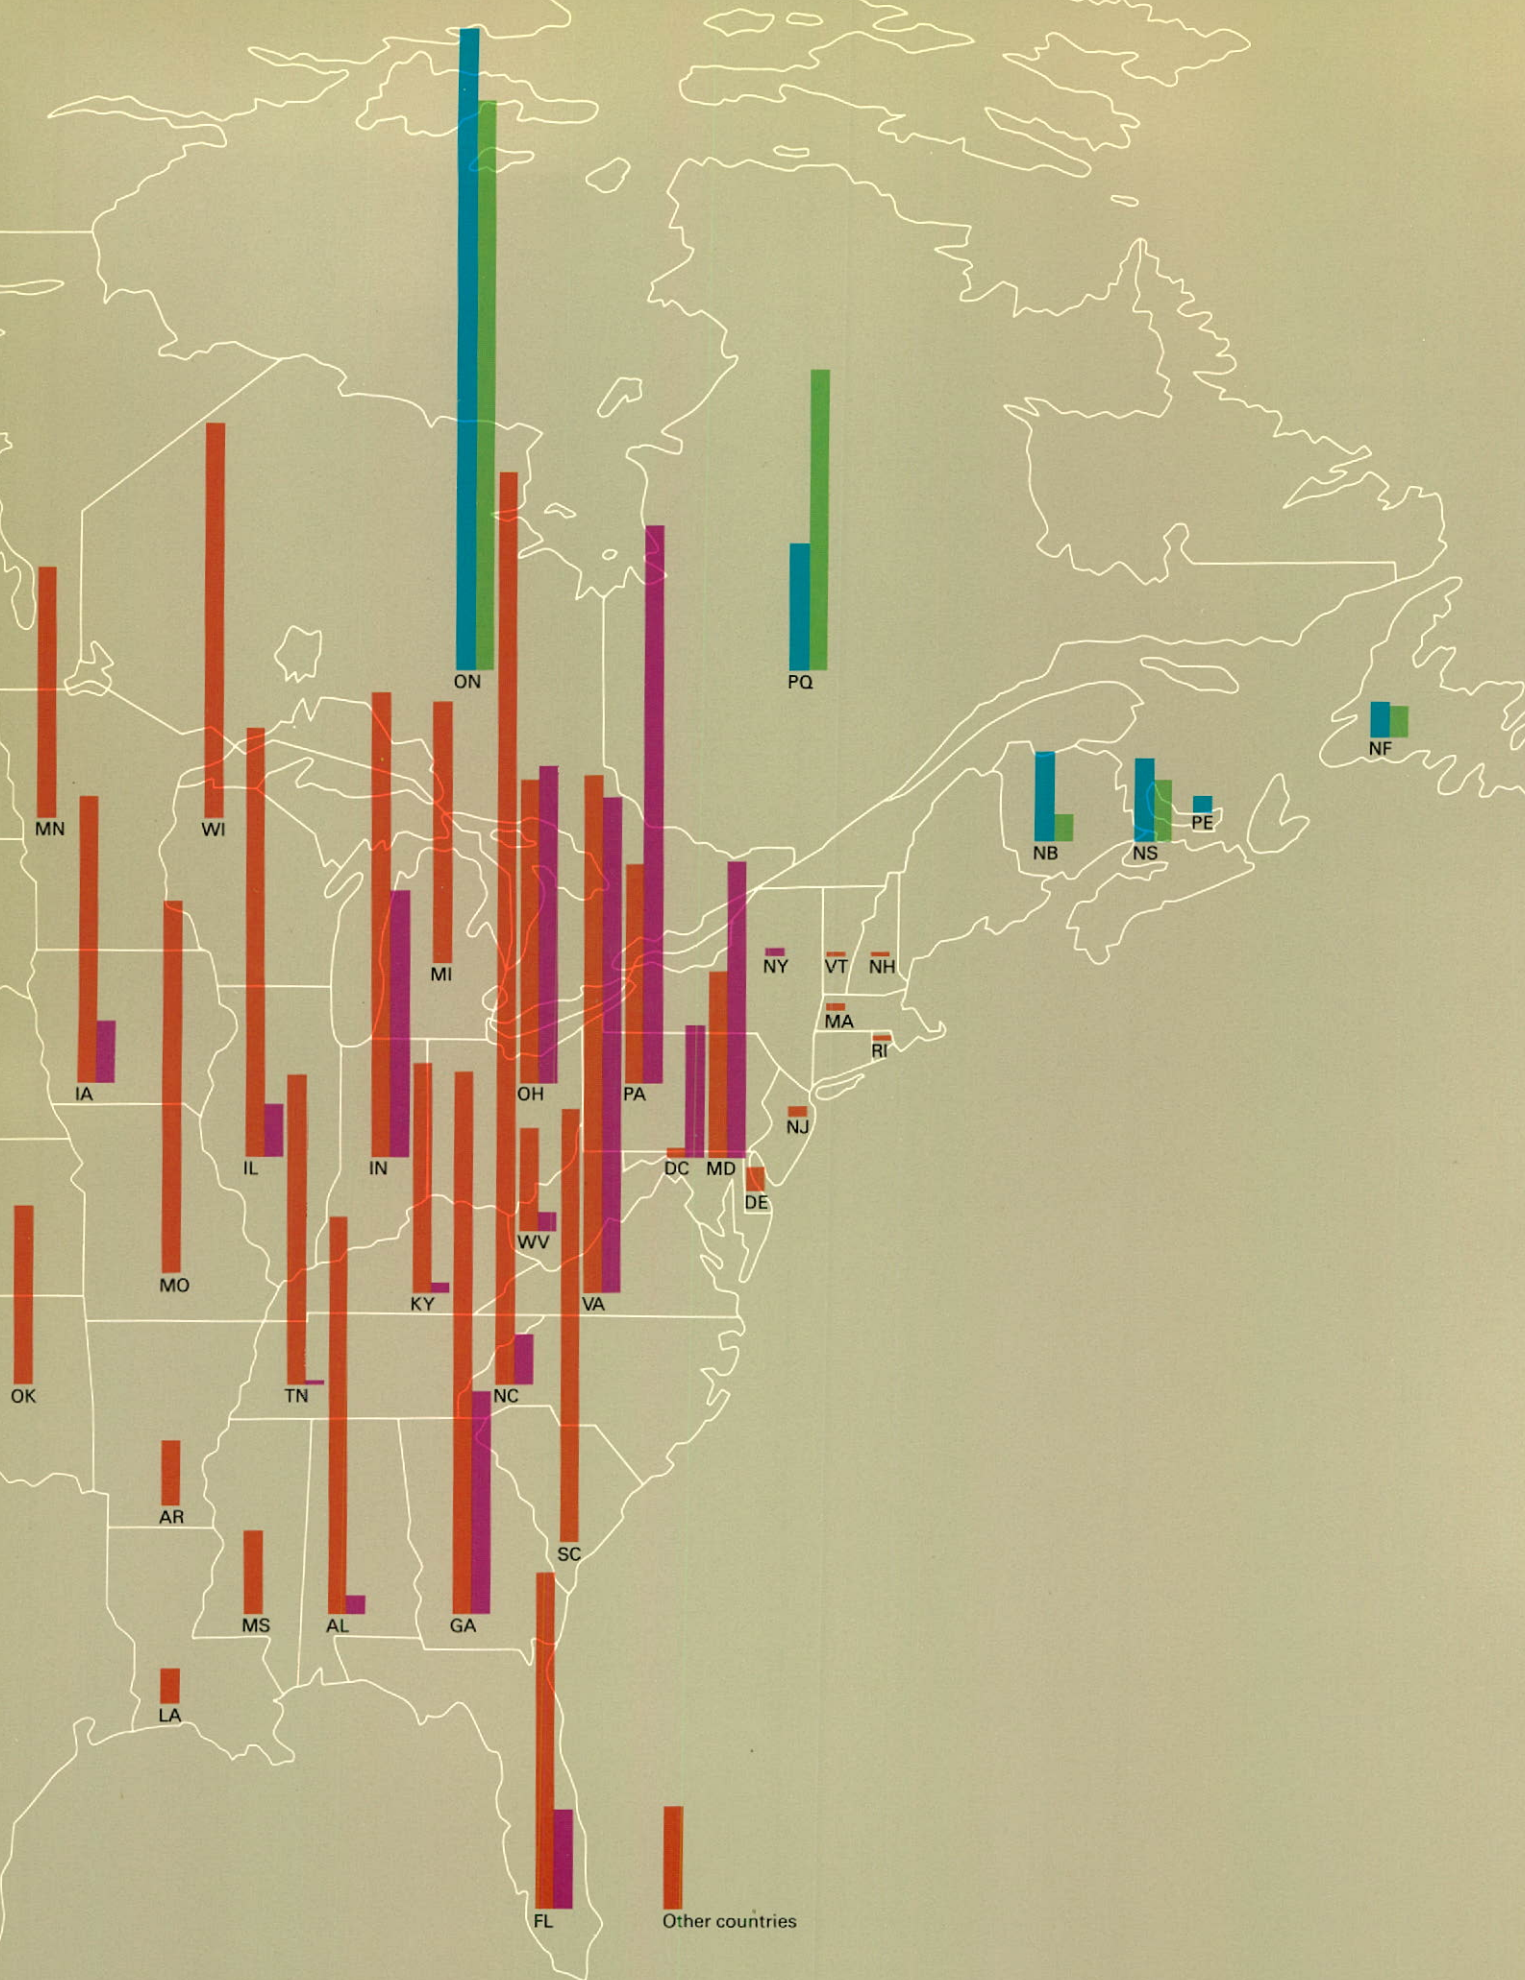 ON
PQ
NF
MN
WI
PE
NB
NS
MI
NY
VT
NH
MA
RI
IA
OH
PA
NJ
IL
IN
DC
MD
DE
WV
MO
KY
VA
OK
TN
NC
AR
SC
MS
AL
GA
LA
FL
Other countries